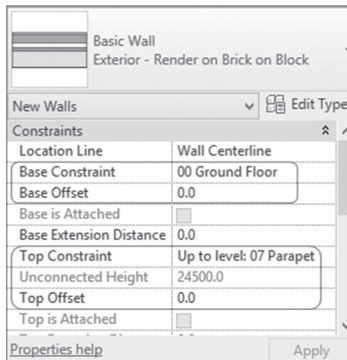 Basic Wall
Exterior - Render on Brick on Block
New Walls
Edit Type
Constraints
Location Line Wall Centerline
Base Constraint 00 Ground Floor
Base Offset 0.0
Base is Attached
Base Extension Distance 0.0
Top Constraint Up to level: 07 Parapet
Unconnected Height 24500.0
Top Offset 0.0
Top is Attached
Properties help
Apply